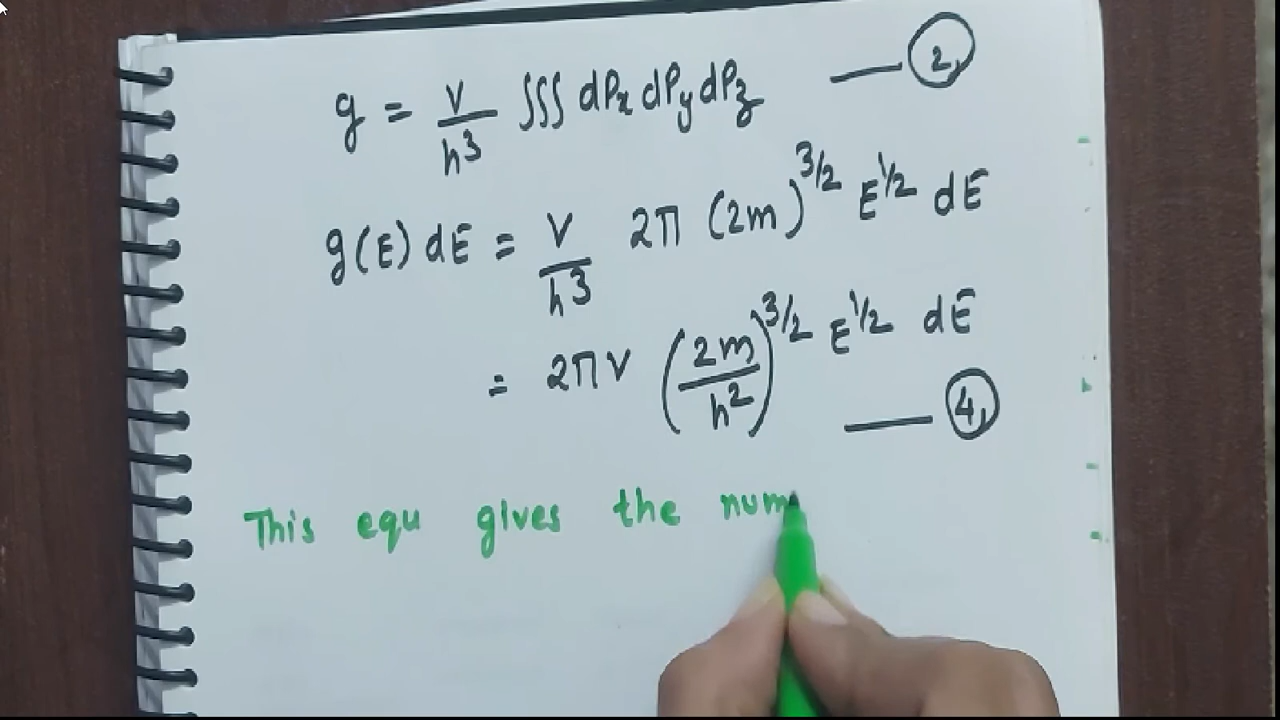 g = V/h³ ∫∫∫ dPx dPy dPz — 2,
g(E) dE = V/h³ 2π (2m)^3/2 E^1/2 dE
= 2πV (2m/h²)^3/2 E^1/2 dE — 4,
This equ gives the num